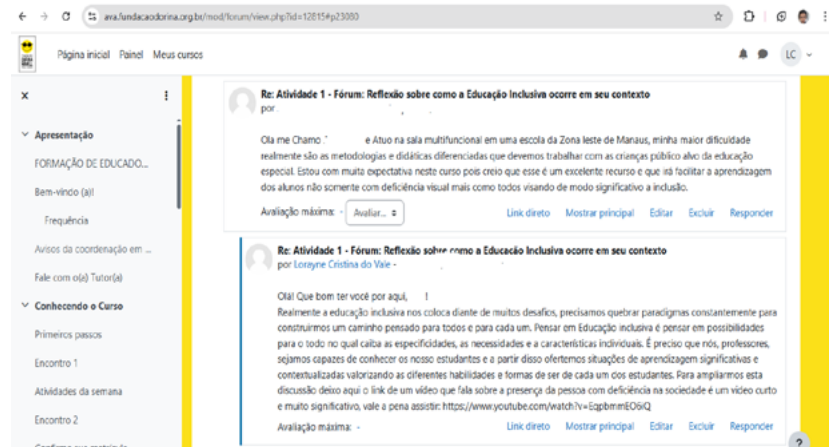 ava.fundacaodorina.org.br/mod/forum/view.php?id=12815#p23080
Página inicial Painel Meus cursos
LC
Apresentação
FORMAÇÃO DE EDUCADO...
Bem-vindo (a)!
Frequência
Avisos da coordenação em ...
Fale com o(a) Tutor(a)
Conhecendo o Curso
Primeiros passos
Encontro 1
Atividades da semana
Encontro 2
Re: Atividade 1 - Fórum: Reflexão sobre como a Educação Inclusiva ocorre em seu contexto
por
Ola me Chamo e Atuo na sala multifuncional em uma escola da Zona leste de Manaus, minha maior dificuldade
realmente são as metodologias e didáticas diferenciadas que devemos trabalhar com as crianças público alvo da educação
especial. Estou com muita expectativa neste curso pois creio que esse é um excelente recurso e que irá facilitar a aprendizagem
dos alunos não somente com deficiência visual mais como todos visando de modo significativo a inclusão.
Avaliação máxima: - Avaliar... Link direto Mostrar principal Editar Excluir Responder
Re: Atividade 1 - Fórum: Reflexão sobre como a Educação Inclusiva ocorre em seu contexto
por Lorayne Cristina do Vale -
Olá! Que bom ter você por aqui, !
Realmente a educação inclusiva nos coloca diante de muitos desafios, precisamos quebrar paradigmas constantemente para
construirmos um caminho pensado para todos e para cada um. Pensar em Educação inclusiva é pensar em possibilidades
para o todo no qual caiba as especificidades, as necessidades e a características individuais. É preciso que nós, professores,
sejamos capazes de conhecer os nosso estudantes e a partir disso ofertemos situações de aprendizagem significativas e
contextualizadas valorizando as diferentes habilidades e formas de ser de cada um dos estudantes. Para ampliarmos esta
discussão deixo aqui o link de um vídeo que fala sobre a presença da pessoa com deficiência na sociedade é um vídeo curto
e muito significativo, vale a pena assistir: https://www.youtube.com/watch?v=EqpbmmEO6iQ
Avaliação máxima: - Link direto Mostrar principal Editar Excluir Responder
?